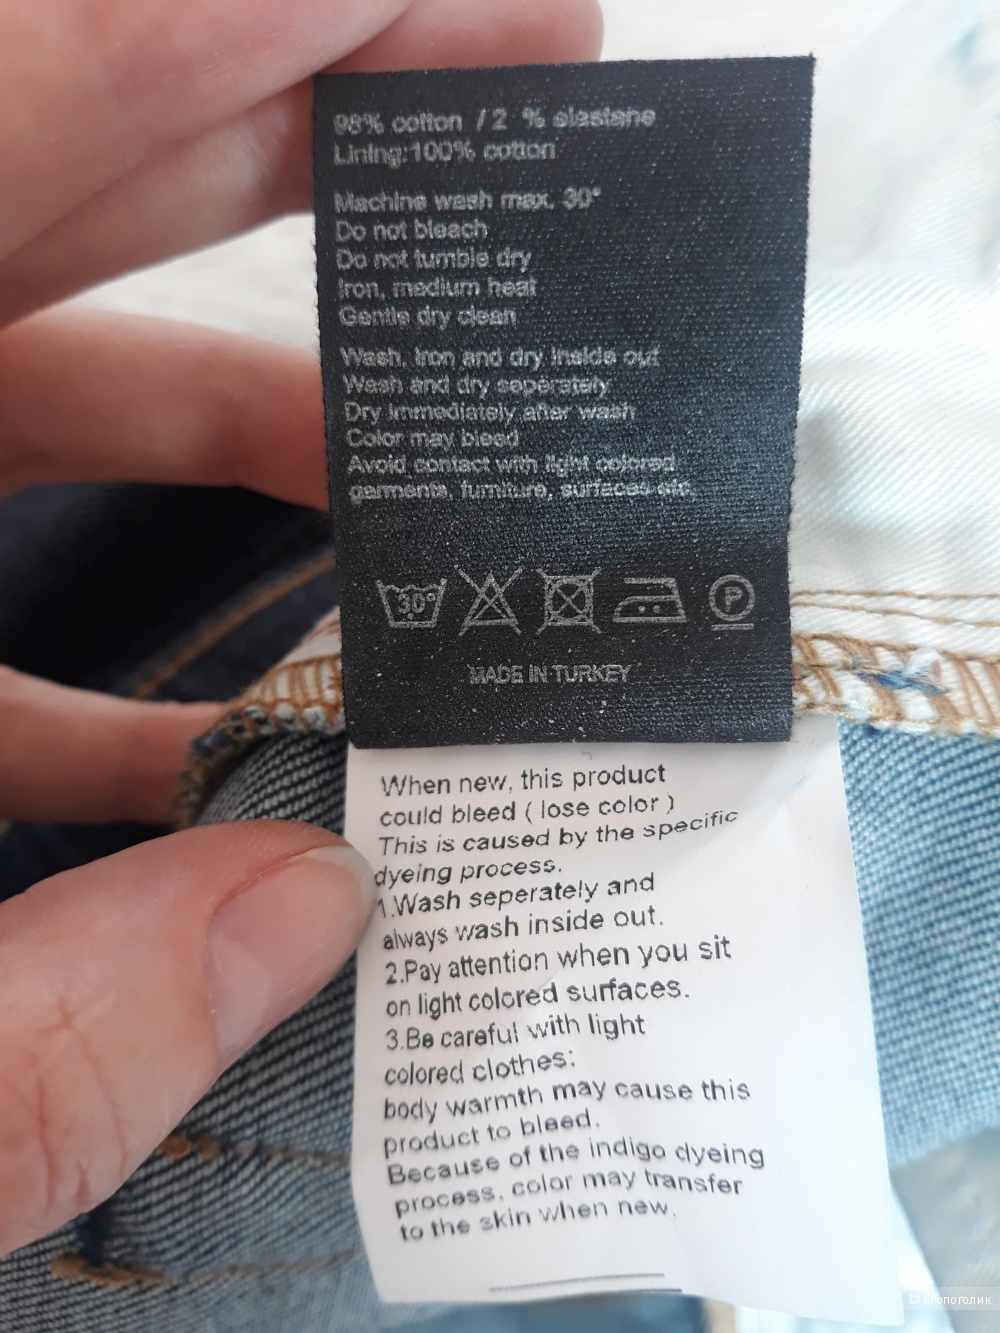 98% cotton / 2 % elastane
Lining:100% cotton
Machine wash max. 30°
Do not bleach
Do not tumble dry
Iron, medium heat
Gentle dry clean
Wash, iron and dry inside out
Wash and dry seperately
Dry immediately after wash
Color may bleed
Avoid contact with light colored
garments, furniture, surfaces etc.
30°
P
MADE IN TURKEY
When new, this product
could bleed ( lose color )
This is caused by the specific
dyeing process.
1.Wash seperately and
always wash inside out.
2.Pay attention when you sit
on light colored surfaces.
3.Be careful with light
colored clothes:
body warmth may cause this
product to bleed.
Because of the indigo dyeing
process, color may transfer
to the skin when new.
© Шопоголик